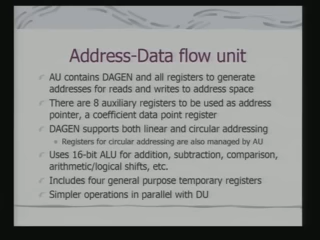 Address-Data flow unit
AU contains DAGEN and all registers to generate
addresses for reads and writes to address space
There are 8 auxiliary registers to be used as address
pointer, a coefficient data point register
DAGEN supports both linear and circular addressing
Registers for circular addressing are also managed by AU
Uses 16-bit ALU for addition, subtraction, comparison,
arithmetic/logical shifts, etc.
Includes four general purpose temporary registers
Simpler operations in parallel with DU